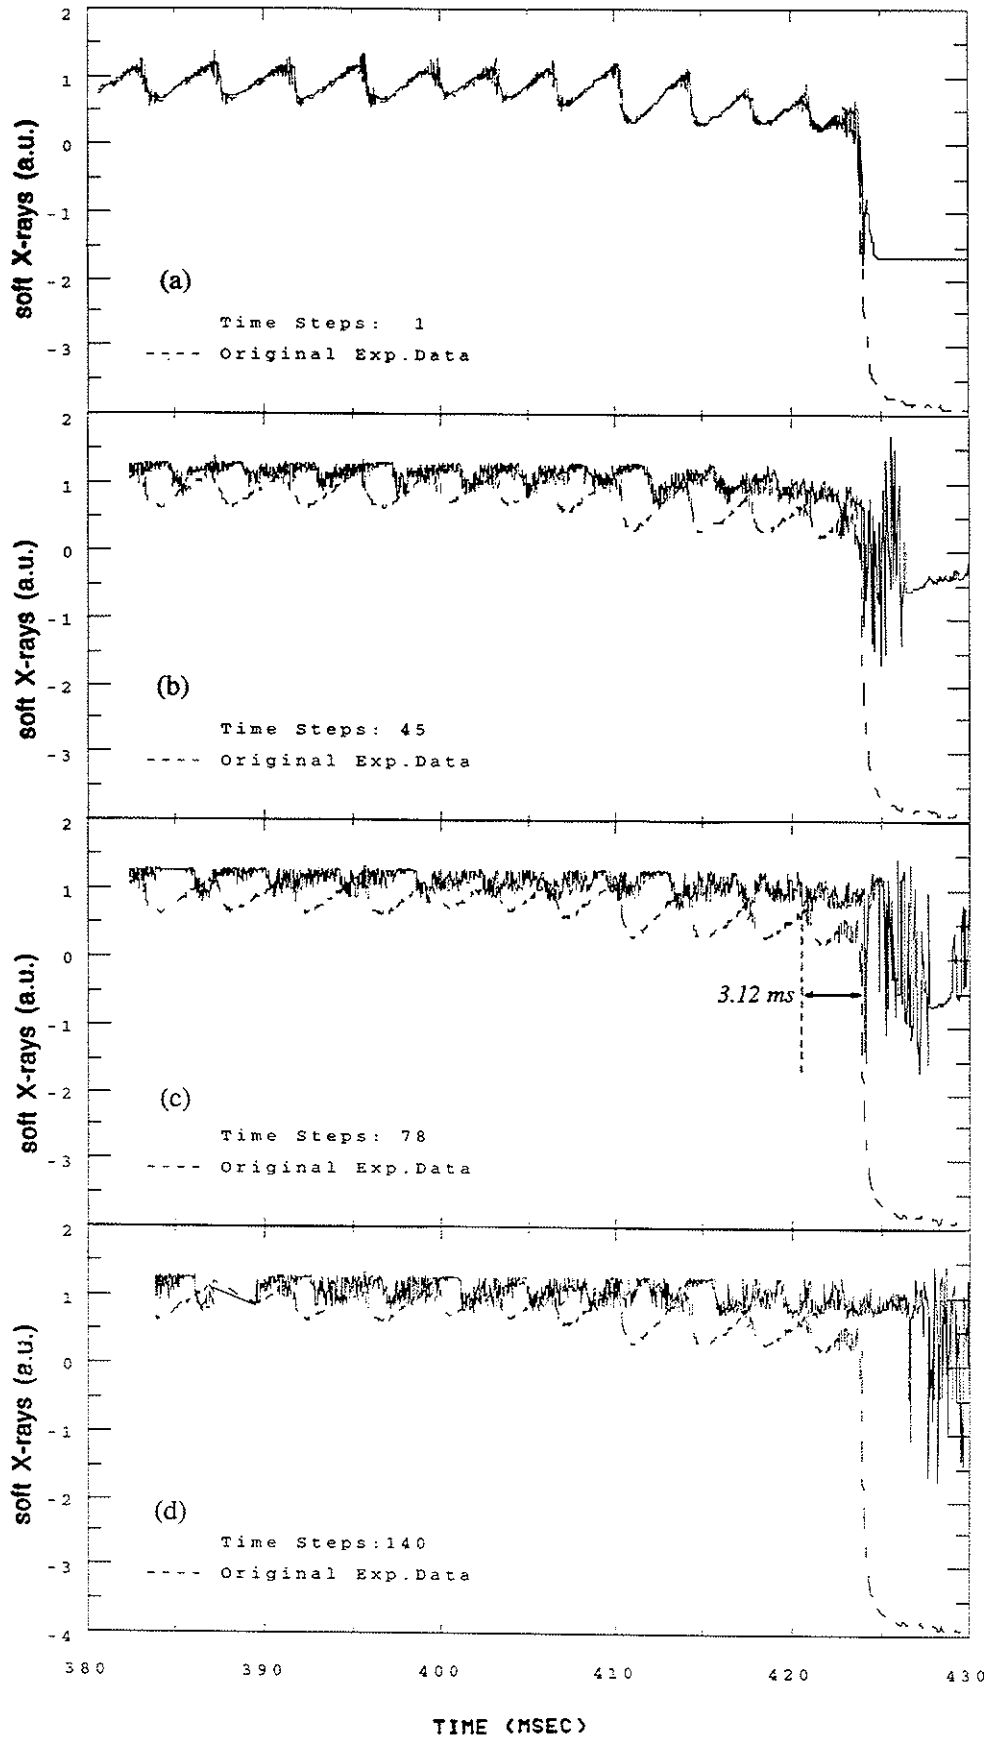 2
1
0
-1
-2
-3
soft X-rays (a.u.)
(a)
Time Steps: 1
---- Original Exp.Data
2
1
0
-1
-2
-3
soft X-rays (a.u.)
(b)
Time Steps: 45
---- Original Exp.Data
2
1
0
-1
-2
-3
soft X-rays (a.u.)
3.12 ms
(c)
Time Steps: 78
---- Original Exp.Data
2
1
0
-1
-2
-3
-4
soft X-rays (a.u.)
(d)
Time Steps:140
---- Original Exp.Data
380 390 400 410 420 430
TIME (MSEC)